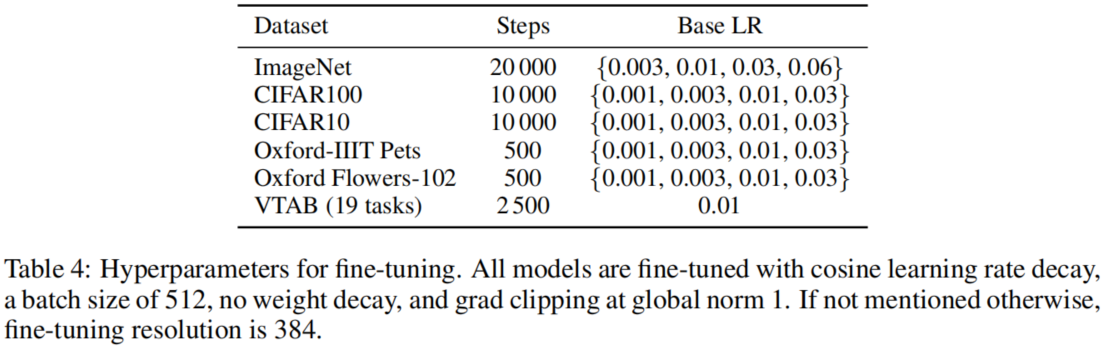 Dataset Steps Base LR
ImageNet 20 000 {0.003, 0.01, 0.03, 0.06}
CIFAR100 10 000 {0.001, 0.003, 0.01, 0.03}
CIFAR10 10 000 {0.001, 0.003, 0.01, 0.03}
Oxford-IIIT Pets 500 {0.001, 0.003, 0.01, 0.03}
Oxford Flowers-102 500 {0.001, 0.003, 0.01, 0.03}
VTAB (19 tasks) 2 500 0.01
Table 4: Hyperparameters for fine-tuning. All models are fine-tuned with cosine learning rate decay,
a batch size of 512, no weight decay, and grad clipping at global norm 1. If not mentioned otherwise,
fine-tuning resolution is 384.